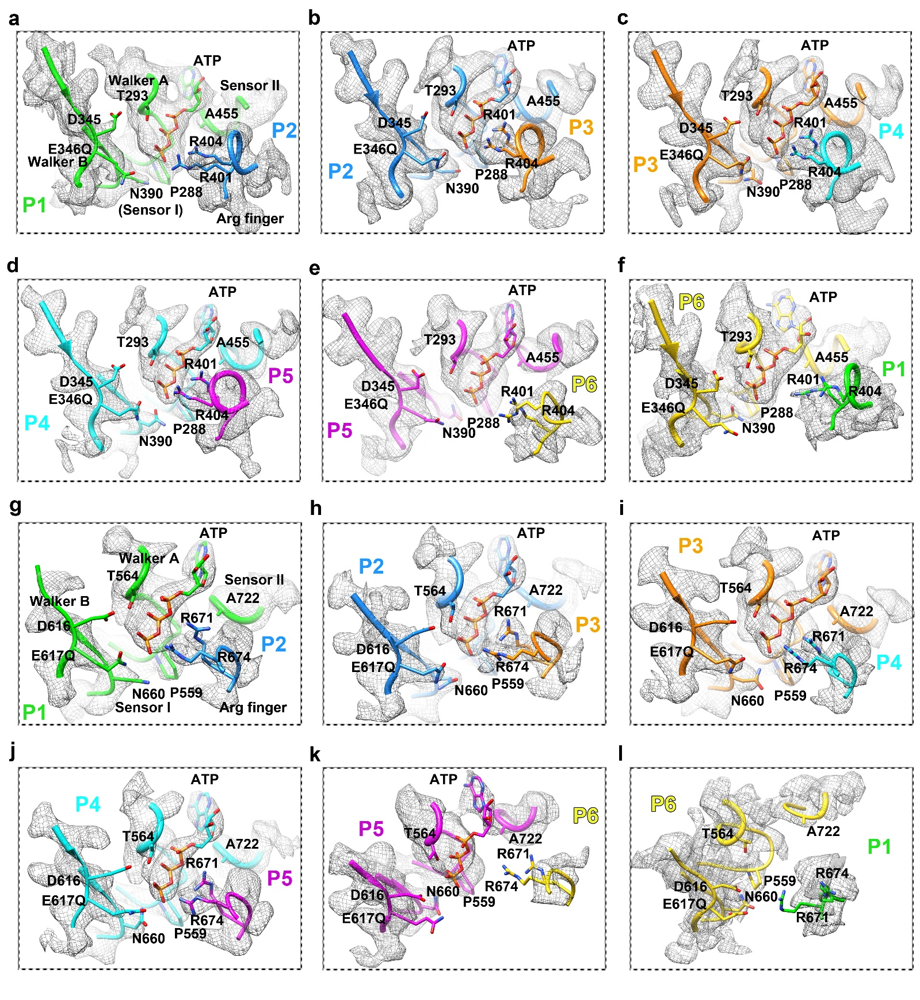 a
ATP
Walker A
T293
Sensor II
A455
D345
P2
R404
E346Q
Walker B
R401
N390 P288
P1
(Sensor I)
Arg finger
b
ATP
T293
A455
R401
D345
P3
E346Q
R404
P2
P288
N390
c
ATP
T293
A455
R401
D345
P4
E346Q
P3
R404
P288
N390
d
ATP
T293
A455
R401
P5
D345
E346Q
R404
P4
P288
N390
e
ATP
T293
A455
P6
D345
R401
E346Q
R404
P288
P5
N390
f
P6
ATP
T293
A455
P1
R401
D345
R404
E346Q
P288
N390
g
ATP
Walker A
T564
Sensor II
A722
Walker B
R671
D616
P2
E617Q
R674
N660 P559
P1
Sensor I
Arg finger
h
ATP
P2
T564
A722
R671
P3
D616
E617Q
R674
P559
N660
i
P3
ATP
T564
A722
D616
R671
E617Q
P4
R674
P559
N660
j
ATP
P4
T564
A722
R671
P5
D616
E617Q
R674
P559
N660
k
ATP
P6
P5
T564
A722
R671
R674
N660
D616
P559
E617Q
l
P6
A722
T564
P1
R674
P559
D616
N660
E617Q
R671